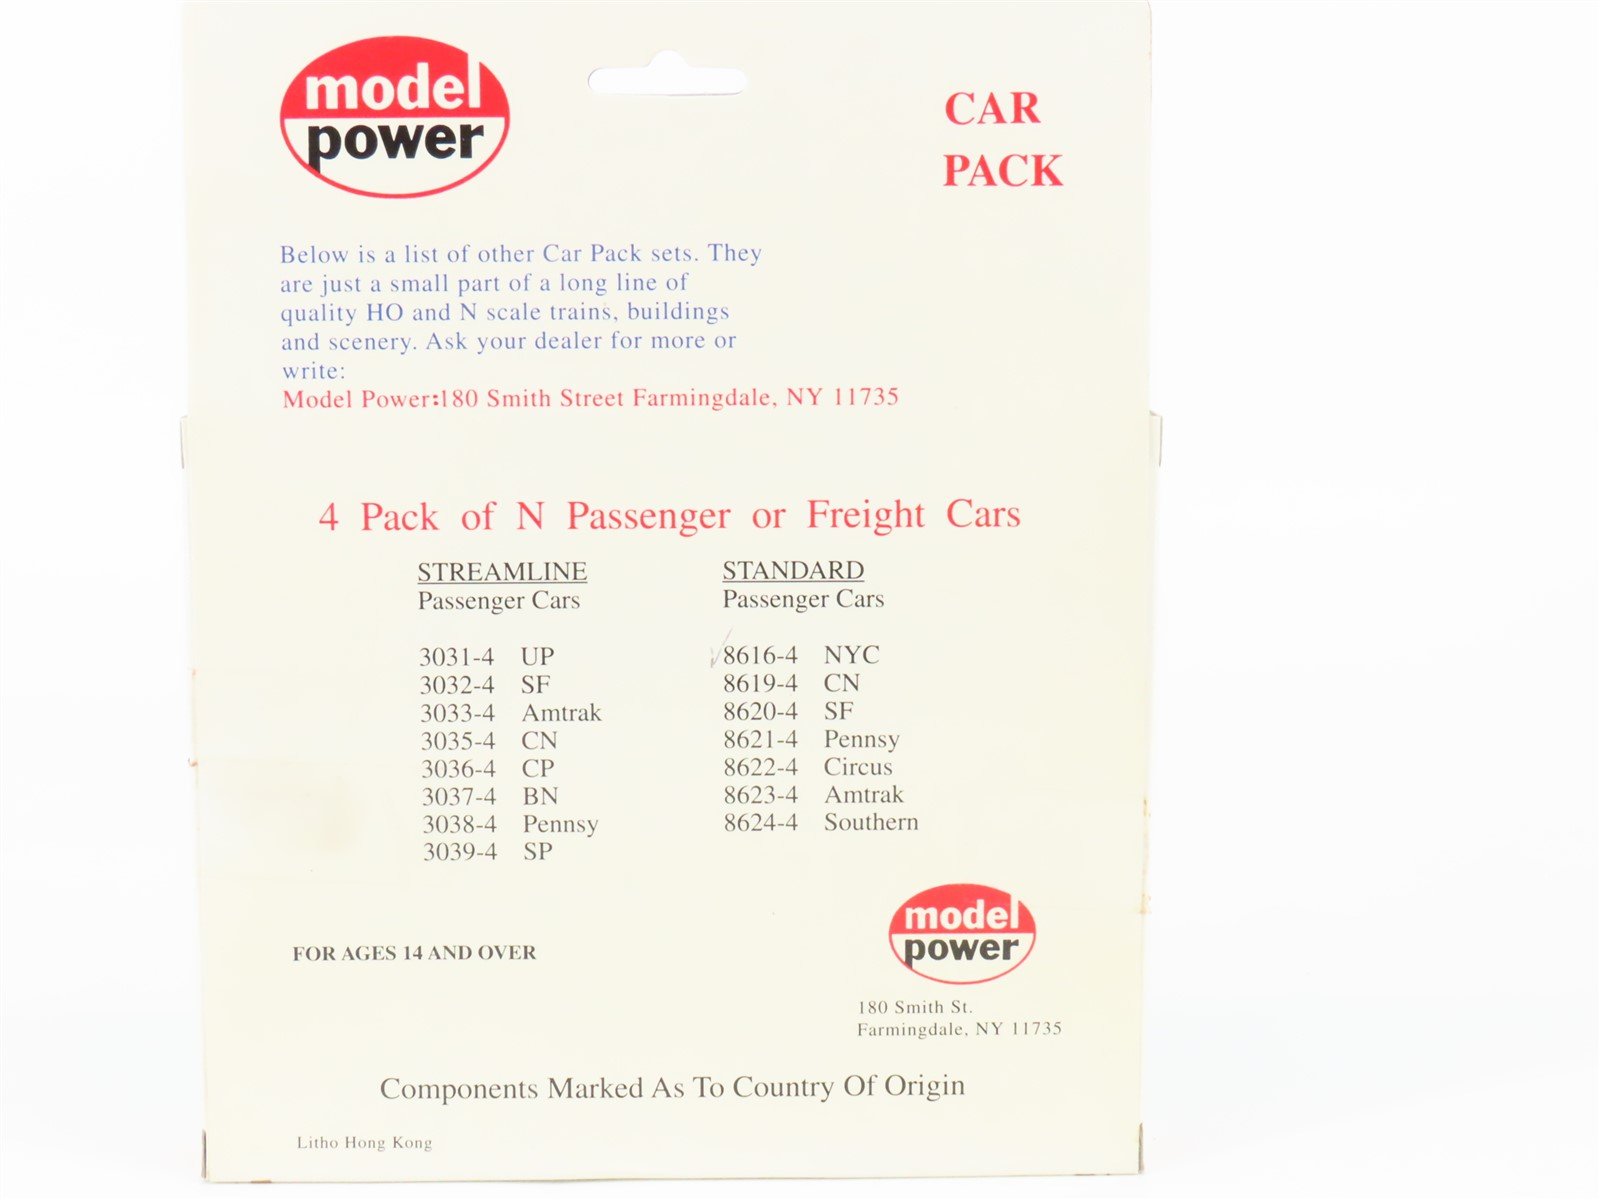 model
power
CAR
PACK
Below is a list of other Car Pack sets. They
are just a small part of a long line of
quality HO and N scale trains, buildings
and scenery. Ask your dealer for more or
write:
Model Power:180 Smith Street Farmingdale, NY 11735
4 Pack of N Passenger or Freight Cars
STREAMLINE
Passenger Cars
3031-4 UP
3032-4 SF
3033-4 Amtrak
3035-4 CN
3036-4 CP
3037-4 BN
3038-4 Pennsy
3039-4 SP
STANDARD
Passenger Cars
8616-4 NYC
8619-4 CN
8620-4 SF
8621-4 Pennsy
8622-4 Circus
8623-4 Amtrak
8624-4 Southern
FOR AGES 14 AND OVER
model
power
180 Smith St.
Farmingdale, NY 11735
Components Marked As To Country Of Origin
Litho Hong Kong